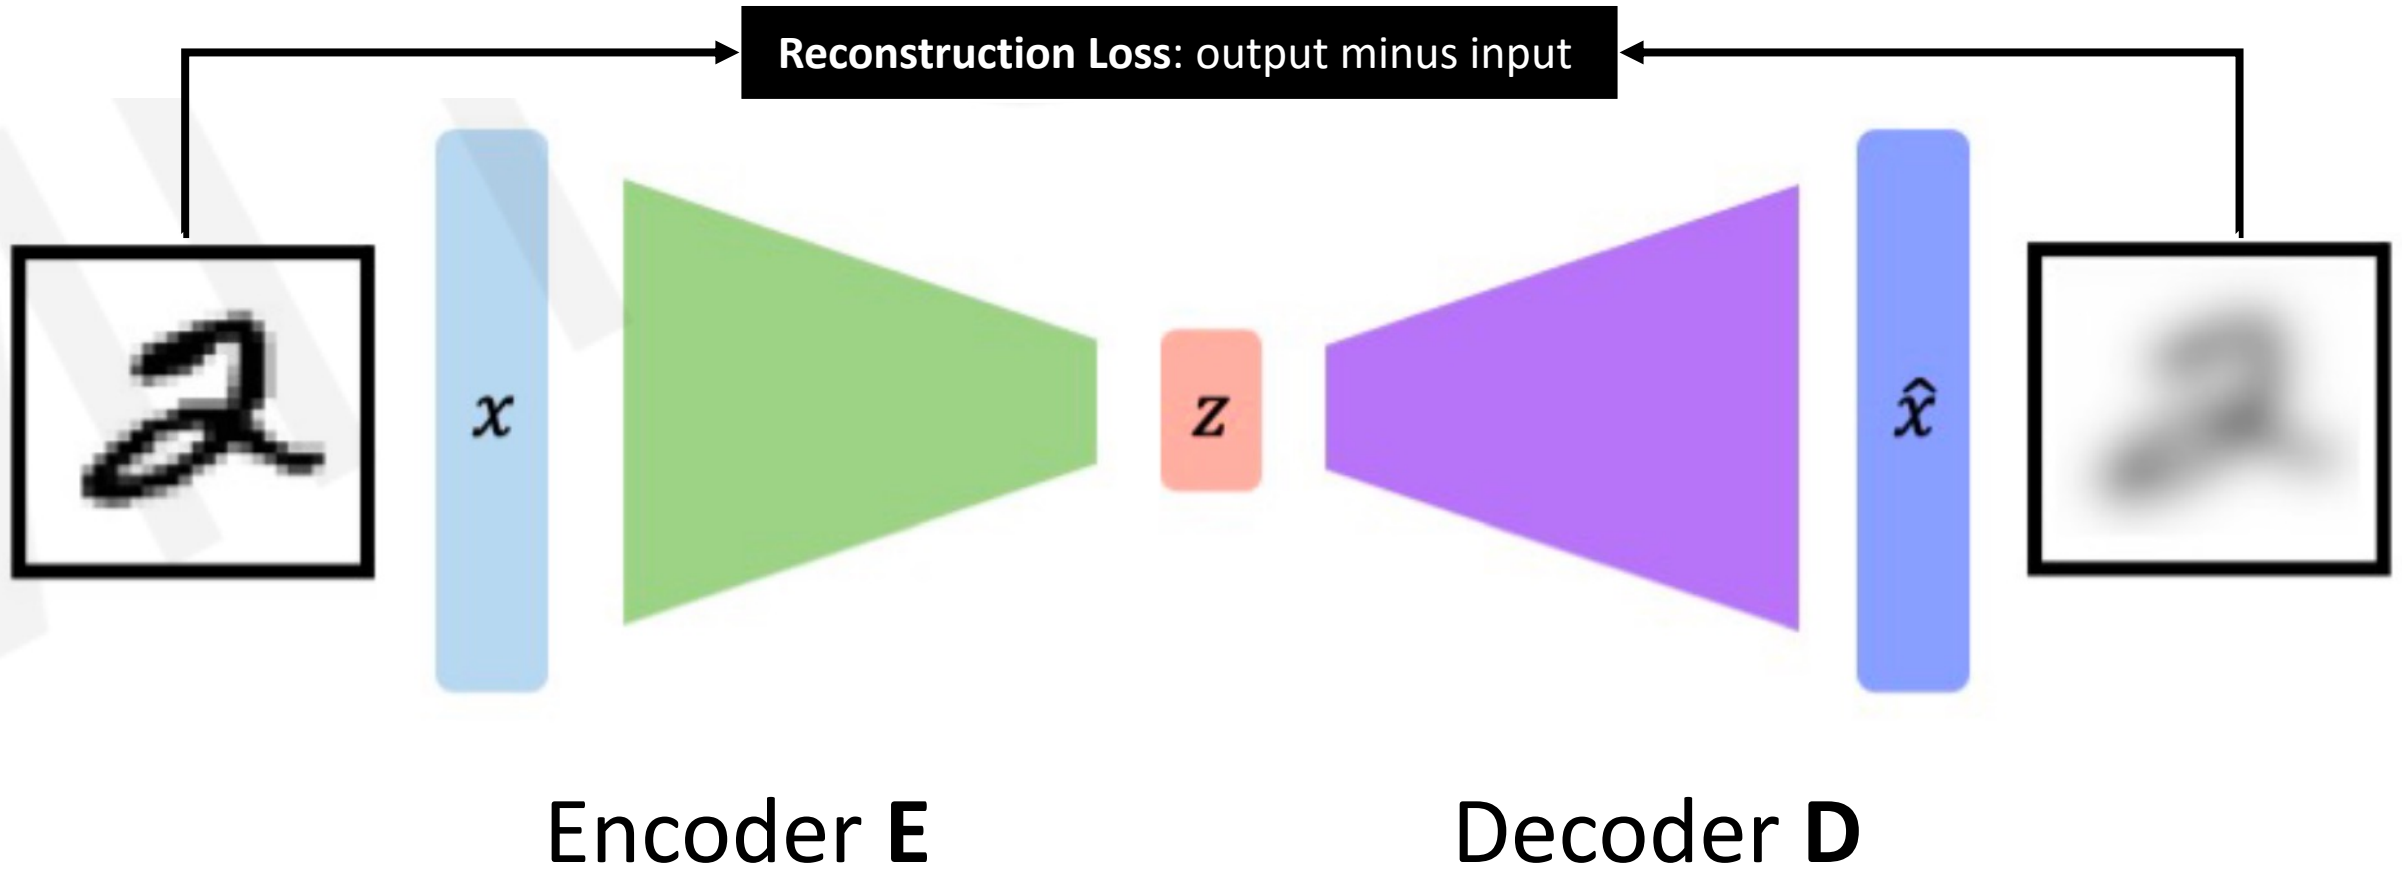 Reconstruction Loss: output minus input
x
z
x̂
Encoder E
Decoder D